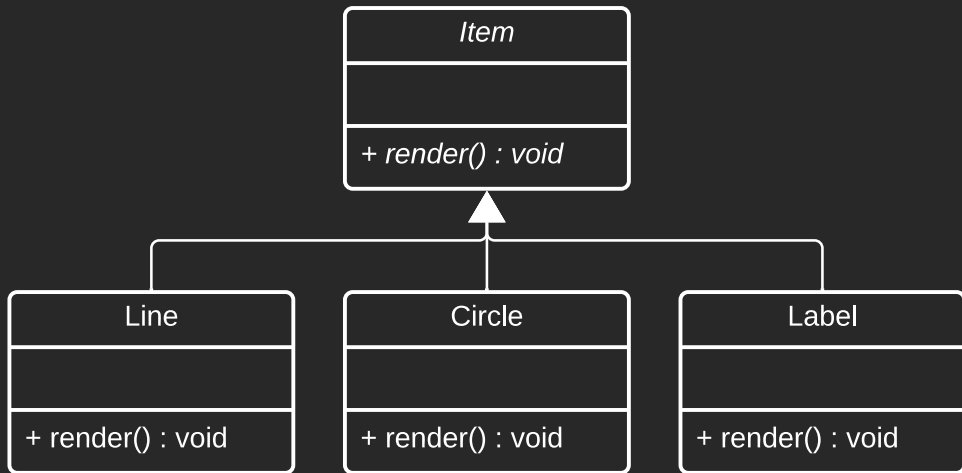 Item
+ render() : void
Line
+ render() : void
Circle
+ render() : void
Label
+ render() : void